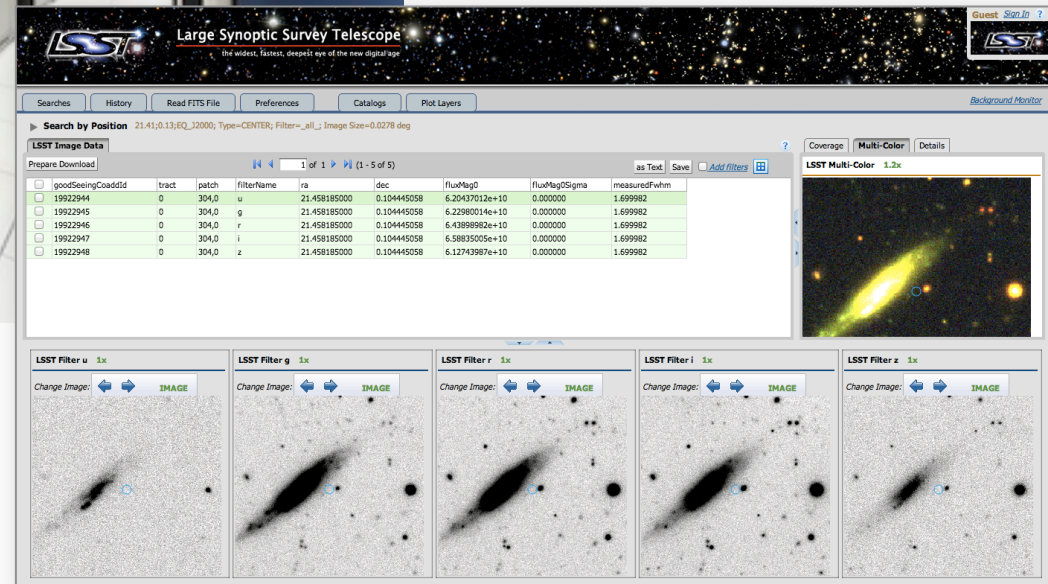 Guest Sign In ?
LSST
Large Synoptic Survey Telescope
the widest, fastest, deepest eye of the new digital age
LSST
Searches History Read FITS File Preferences Catalogs Plot Layers Background Monitor
Search by Position 21.41;0.13;EQ_J2000; Type=CENTER; Filter=_all_; Image Size=0.0278 deg
LSST Image Data ? Coverage Multi-Color Details
Prepare Download 1 of 1 (1 - 5 of 5) as Text Save Add filters
LSST Multi-Color 1.2x
goodSeeingCoaddId tract patch filterName ra dec fluxMag0 fluxMag0Sigma measuredFwhm
19922944 0 304,0 u 21.458185000 0.104445058 6.20437012e+10 0.000000 1.699982
19922945 0 304,0 g 21.458185000 0.104445058 6.22980014e+10 0.000000 1.699982
19922946 0 304,0 r 21.458185000 0.104445058 6.43898982e+10 0.000000 1.699982
19922947 0 304,0 i 21.458185000 0.104445058 6.58835005e+10 0.000000 1.699982
19922948 0 304,0 z 21.458185000 0.104445058 6.12743987e+10 0.000000 1.699982
LSST Filter u 1x LSST Filter g 1x LSST Filter r 1x LSST Filter i 1x LSST Filter z 1x
Change Image: IMAGE Change Image: IMAGE Change Image: IMAGE Change Image: IMAGE Change Image: IMAGE